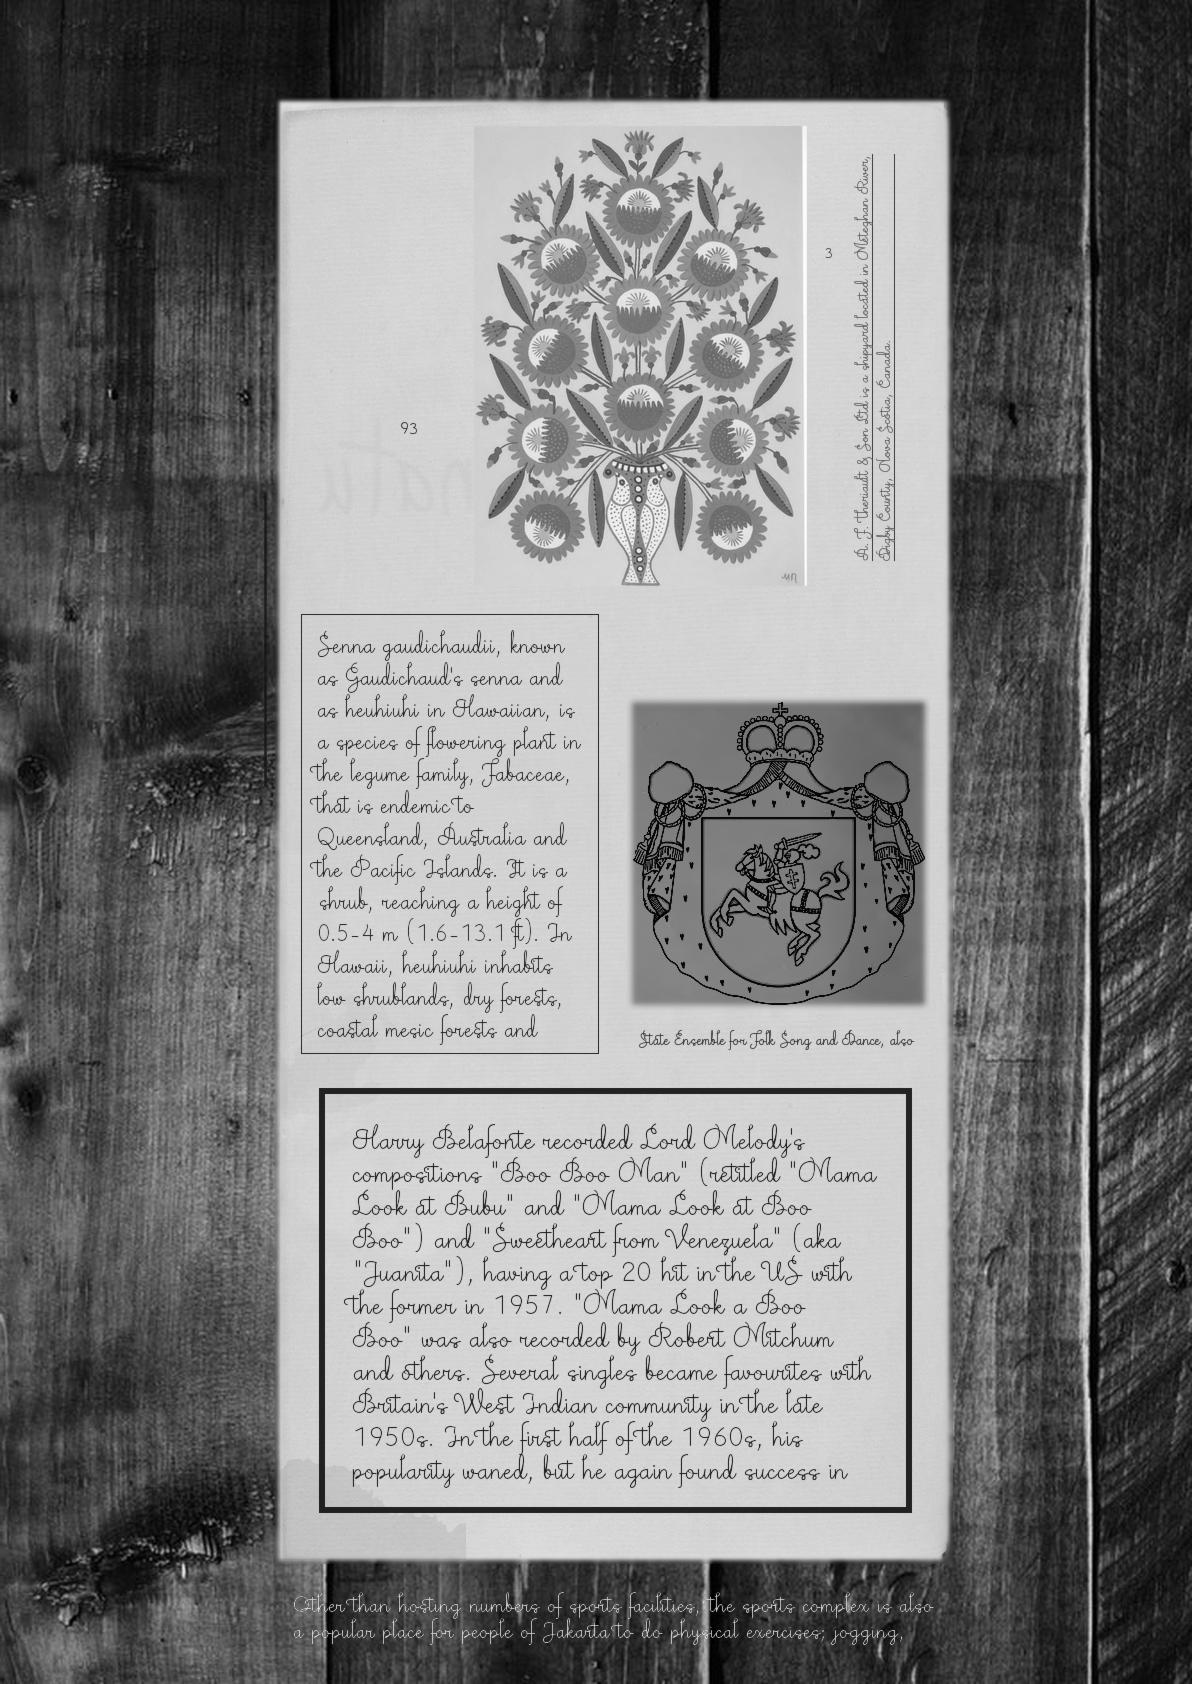 3
A. F. Theriault & Son Ltd is a shipyard located in Meteghan River,
Digby County, Nova Scotia, Canada.
93
Senna gaudichaudii, known
as Gaudichaud's senna and
as heuhiuhi in Hawaiian, is
a species of flowering plant in
the legume family, Fabaceae,
that is endemic to
Queensland, Australia and
the Pacific Islands. It is a
shrub, reaching a height of
0.5-4 m (1.6-13.1 ft). In
Hawaii, heuhiuhi inhabits
low shrublands, dry forests,
coastal mesic forests and
State Ensemble for Folk Song and Dance, also
Harry Belafonte recorded Lord Melody's
compositions "Boo Boo Man" (retitled "Mama
Look at Bubu" and "Mama Look at Boo
Boo") and "Sweetheart from Venezuela" (aka
"Juanita"), having a top 20 hit in the US with
the former in 1957. "Mama Look a Boo
Boo" was also recorded by Robert Mitchum
and others. Several singles became favourites with
Britain's West Indian community in the late
1950s. In the first half of the 1960s, his
popularity waned, but he again found success in
Other than hosting numbers of sports facilities, the sports complex is also
a popular place for people of Jakarta to do physical exercises; jogging,